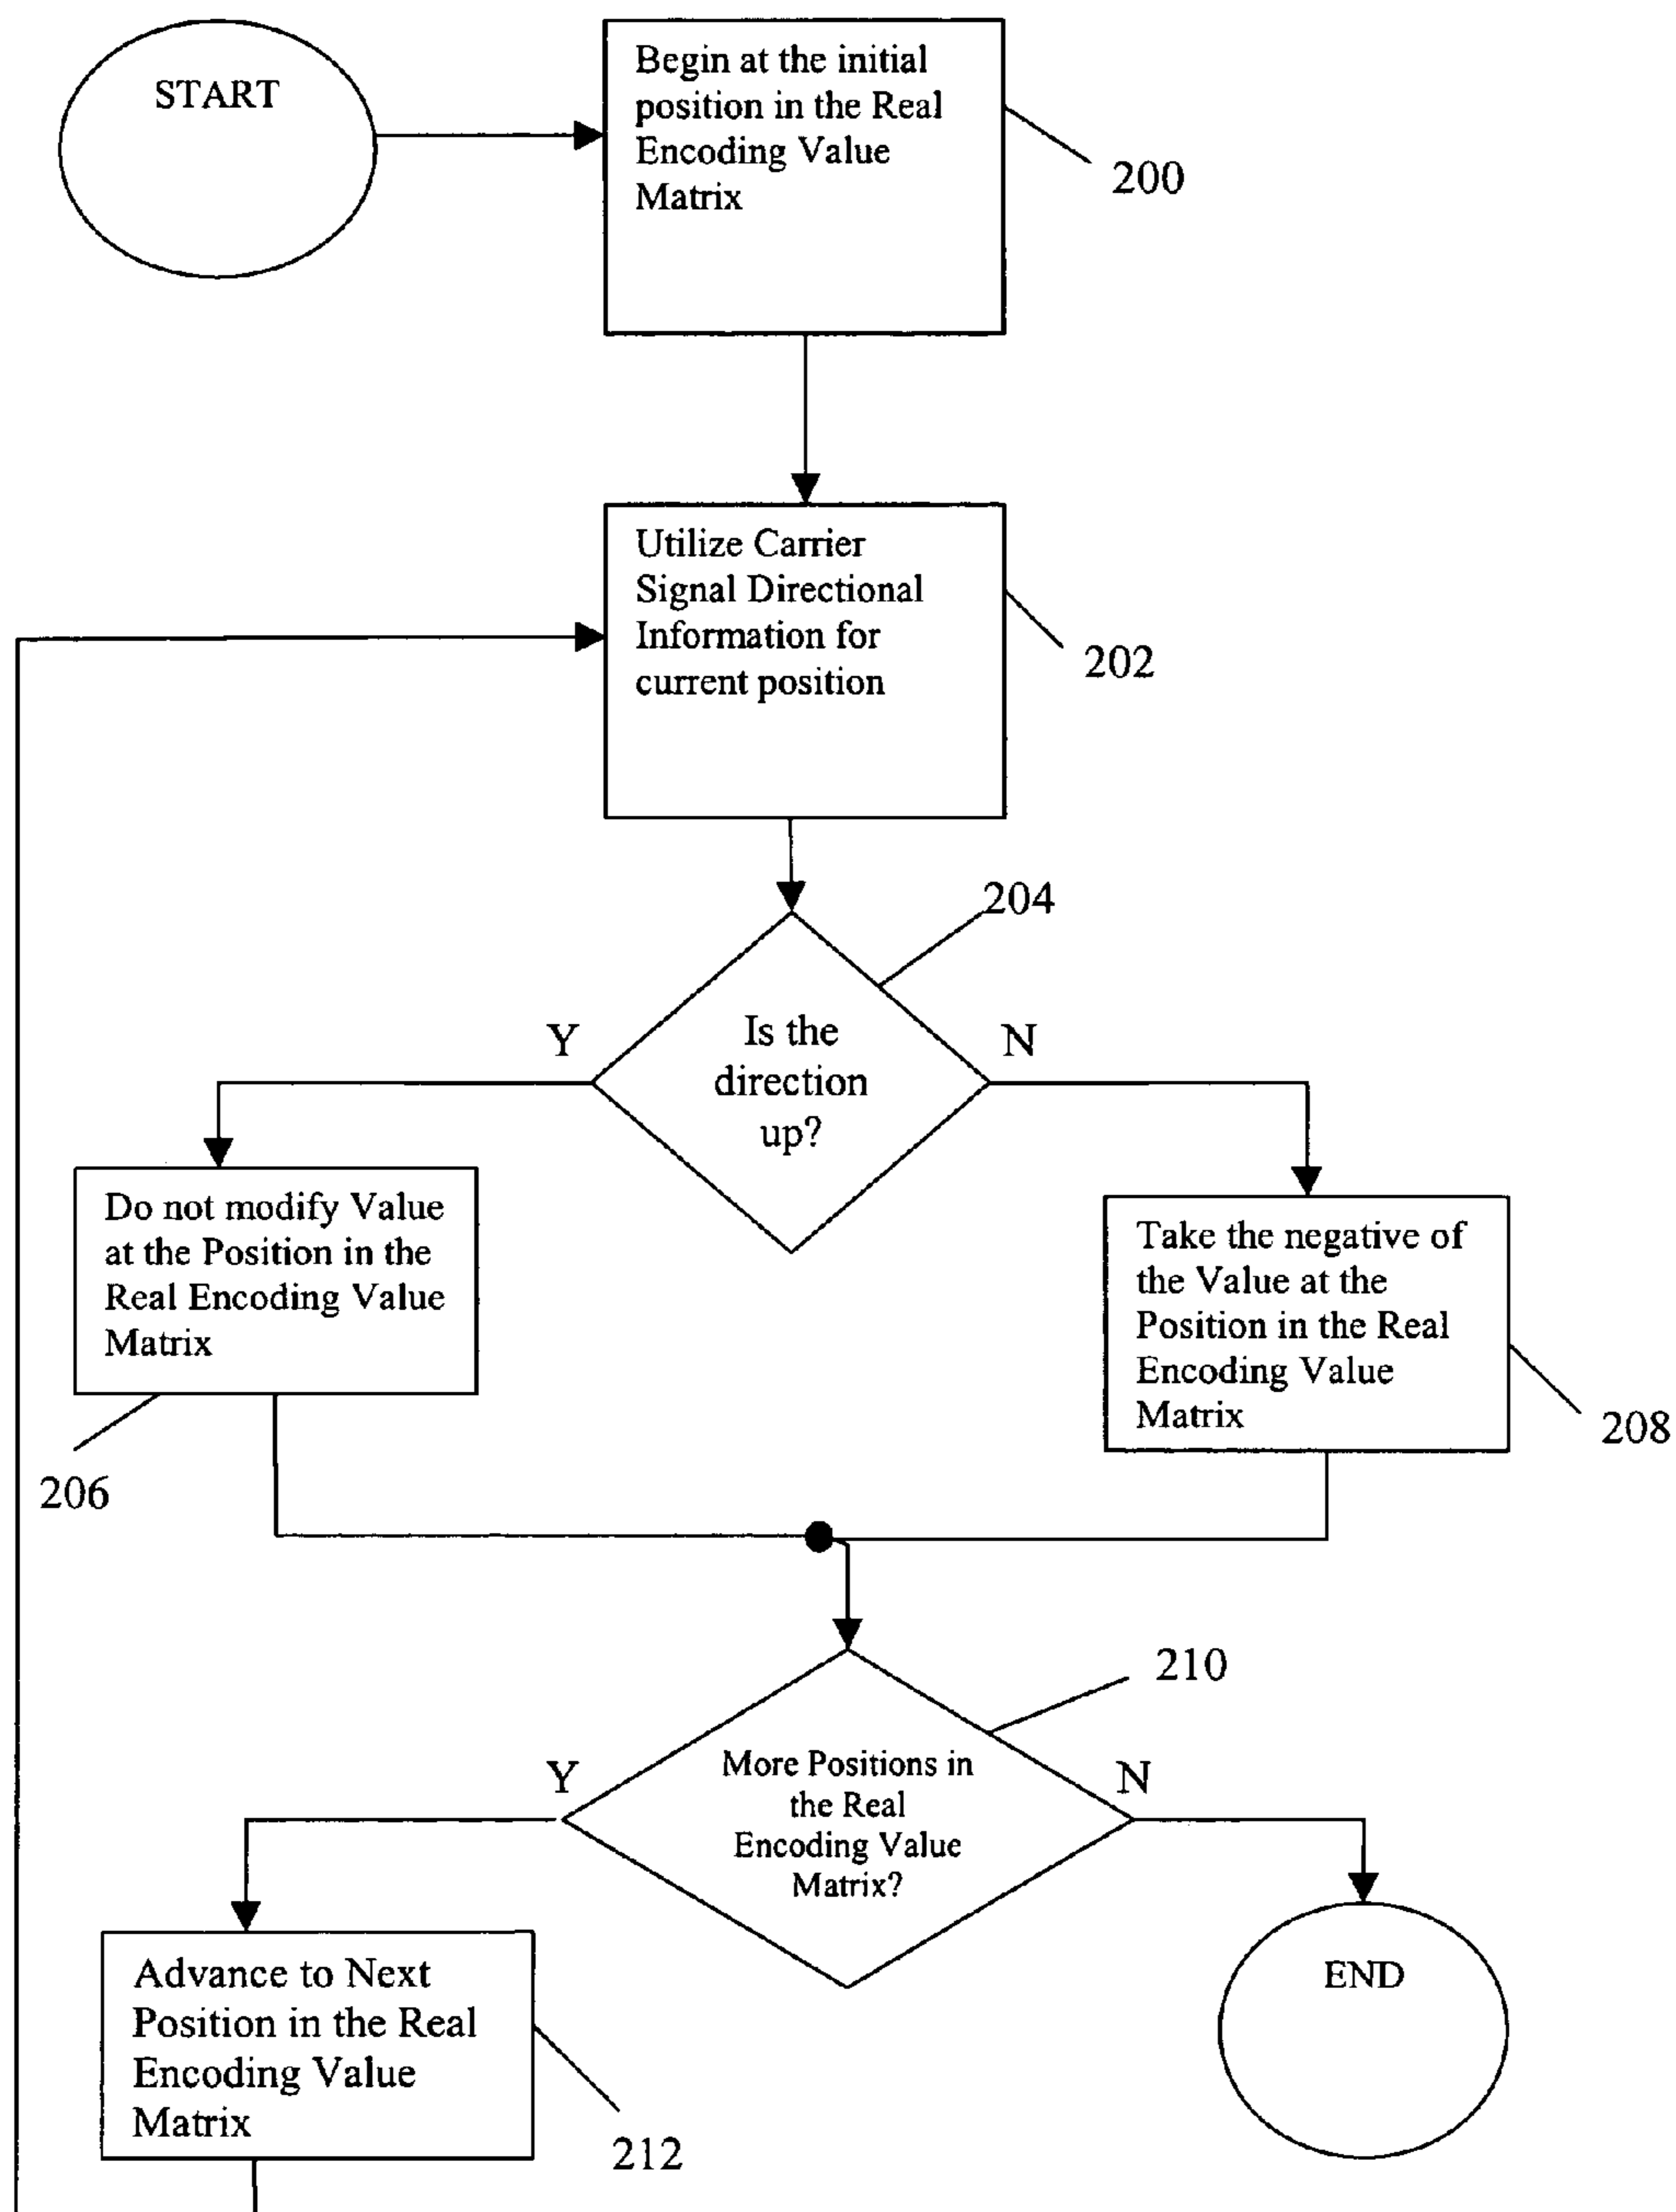 START
Begin at the initial
position in the Real
Encoding Value
Matrix
200
Utilize Carrier
Signal Directional
Information for
current position
202
204
Is the
direction
up?
Y
N
Do not modify Value
at the Position in the
Real Encoding Value
Matrix
206
Take the negative of
the Value at the
Position in the Real
Encoding Value
Matrix
208
210
More Positions in
the Real
Encoding Value
Matrix?
Y
N
Advance to Next
Position in the Real
Encoding Value
Matrix
212
END